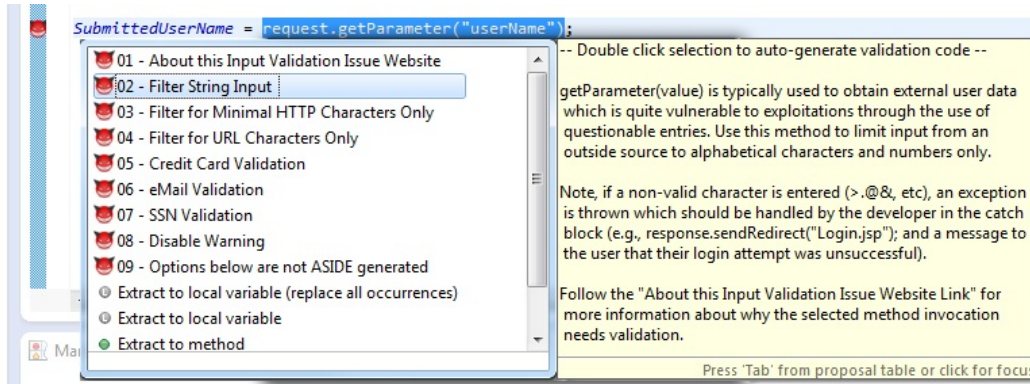 SubmittedUserName = request.getParameter("userName");
01 - About this Input Validation Issue Website
02 - Filter String Input
03 - Filter for Minimal HTTP Characters Only
04 - Filter for URL Characters Only
05 - Credit Card Validation
06 - eMail Validation
07 - SSN Validation
08 - Disable Warning
09 - Options below are not ASIDE generated
Extract to local variable (replace all occurrences)
Extract to local variable
Extract to method
-- Double click selection to auto-generate validation code --
getParameter(value) is typically used to obtain external user data
which is quite vulnerable to exploitations through the use of
questionable entries. Use this method to limit input from an
outside source to alphabetical characters and numbers only.
Note, if a non-valid character is entered (>.@&, etc), an exception
is thrown which should be handled by the developer in the catch
block (e.g., response.sendRedirect("Login.jsp"); and a message to
the user that their login attempt was unsuccessful).
Follow the "About this Input Validation Issue Website Link" for
more information about why the selected method invocation
needs validation.
Press 'Tab' from proposal table or click for focus